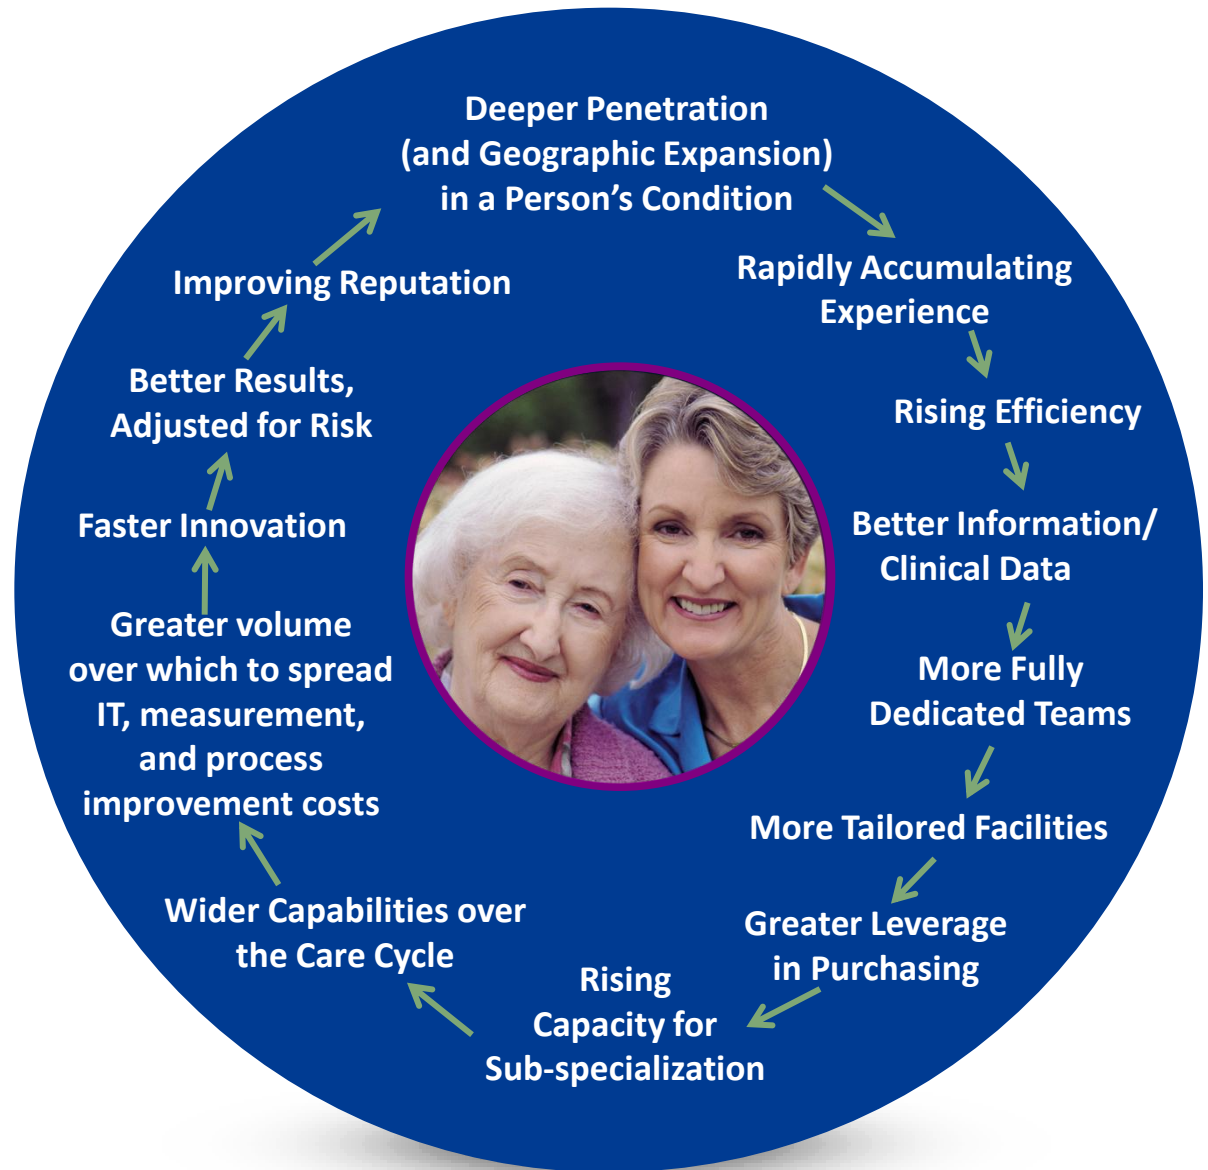 Deeper Penetration
(and Geographic Expansion)
in a Person’s Condition
Rapidly Accumulating
Experience
Rising Efficiency
Better Information/
Clinical Data
More Fully
Dedicated Teams
More Tailored Facilities
Greater Leverage
in Purchasing
Rising
Capacity for
Sub-specialization
Wider Capabilities over
the Care Cycle
Greater volume
over which to spread
IT, measurement,
and process
improvement costs
Faster Innovation
Better Results,
Adjusted for Risk
Improving Reputation